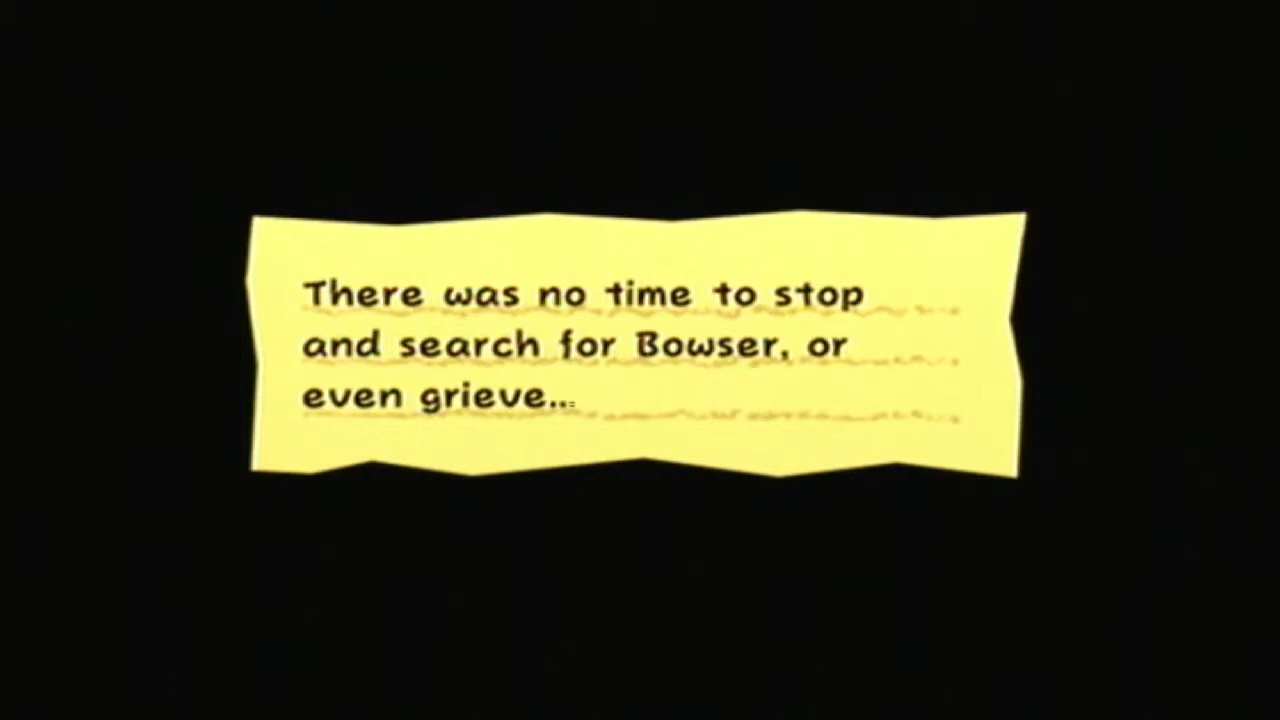 There was no time to stop
and search for Bowser, or
even grieve...